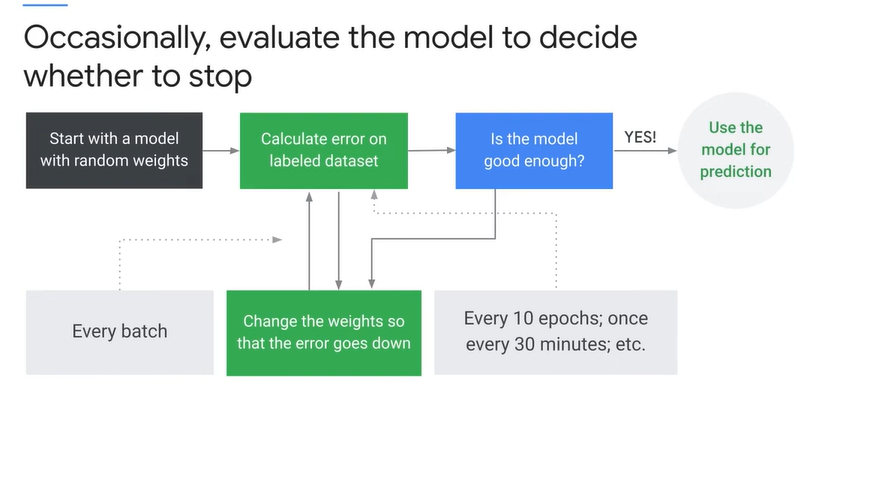 Occasionally, evaluate the model to decide
whether to stop
Start with a model
with random weights
Calculate error on
labeled dataset
Is the model
good enough?
YES!
Use the
model for
prediction
Every batch
Change the weights so
that the error goes down
Every 10 epochs; once
every 30 minutes; etc.